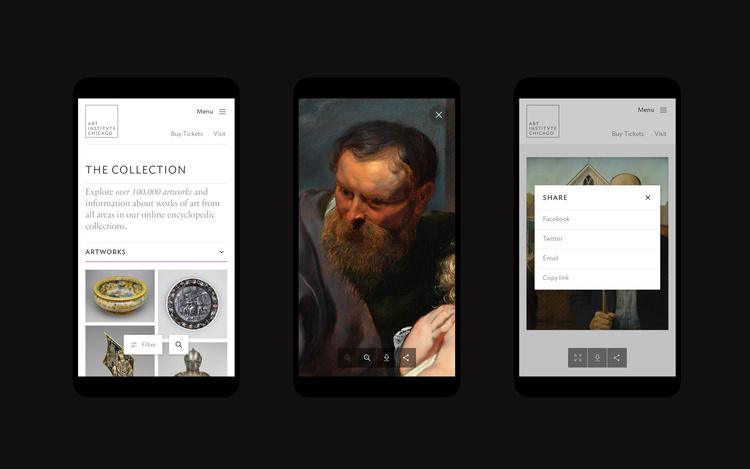 Menu
ART
INSTITVTE
CHICAGO
Buy Tickets Visit
THE COLLECTION
Explore over 100,000 artworks and
information about works of art from
all areas in our online encyclopedic
collections.
ARTWORKS
Filter
Menu
ART
INSTITVTE
CHICAGO
Buy Tickets Visit
SHARE
Facebook
Twitter
Email
Copy link